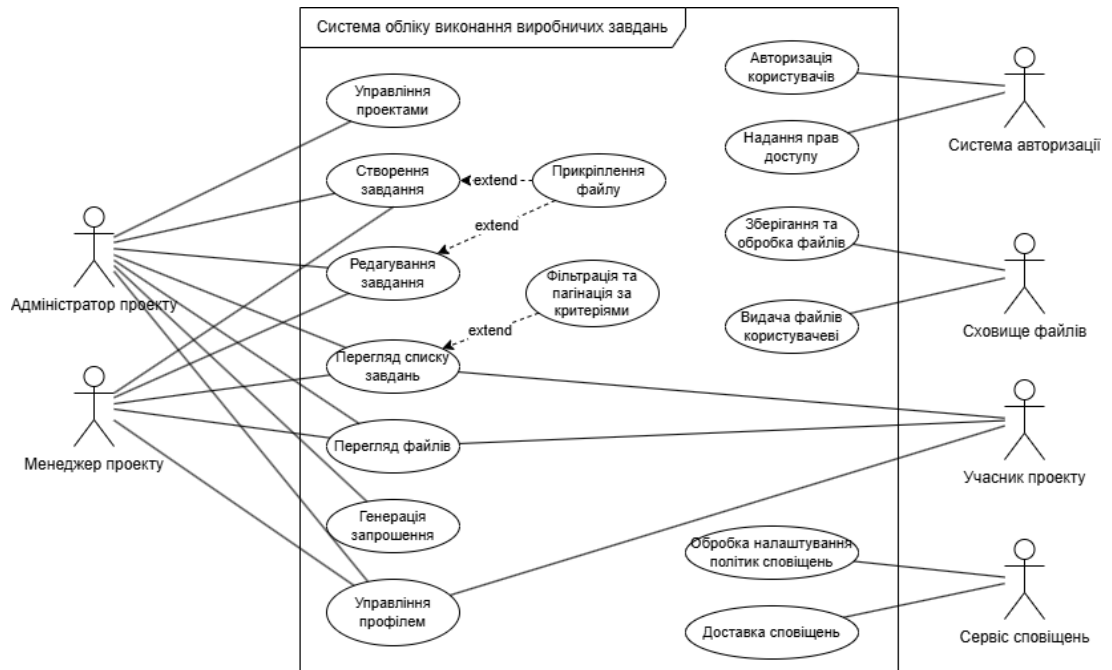 Система обліку виконання виробничих завдань
Управління
проектами
Створення
завдання
extend
Прикріплення
файлу
extend
Редагування
завдання
Фільтрація та
пагінація за
критеріями
extend
Перегляд списку
завдань
Перегляд файлів
Генерація
запрошення
Управління
профілем
Адміністратор проекту
Менеджер проекту
Авторизація
користувачів
Надання прав
доступу
Система авторизації
Зберігання та
обробка файлів
Видача файлів
користувачеві
Сховище файлів
Учасник проекту
Обробка налаштування
політик сповіщень
Доставка сповіщень
Сервіс сповіщень